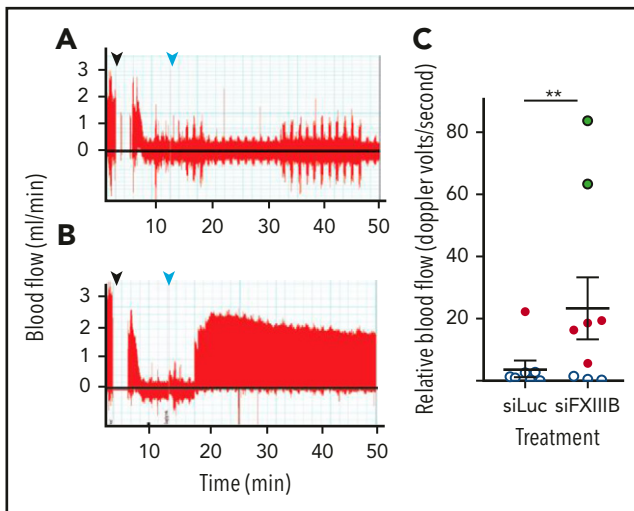 A
3
2
1
0
10 20 30 40 50
B
3
2
1
0
10 20 30 40 50
Blood flow (ml/min)
Time (min)
C
**
Relative blood flow (doppler volts/second)
80
60
40
20
siLuc siFXIIIB
Treatment